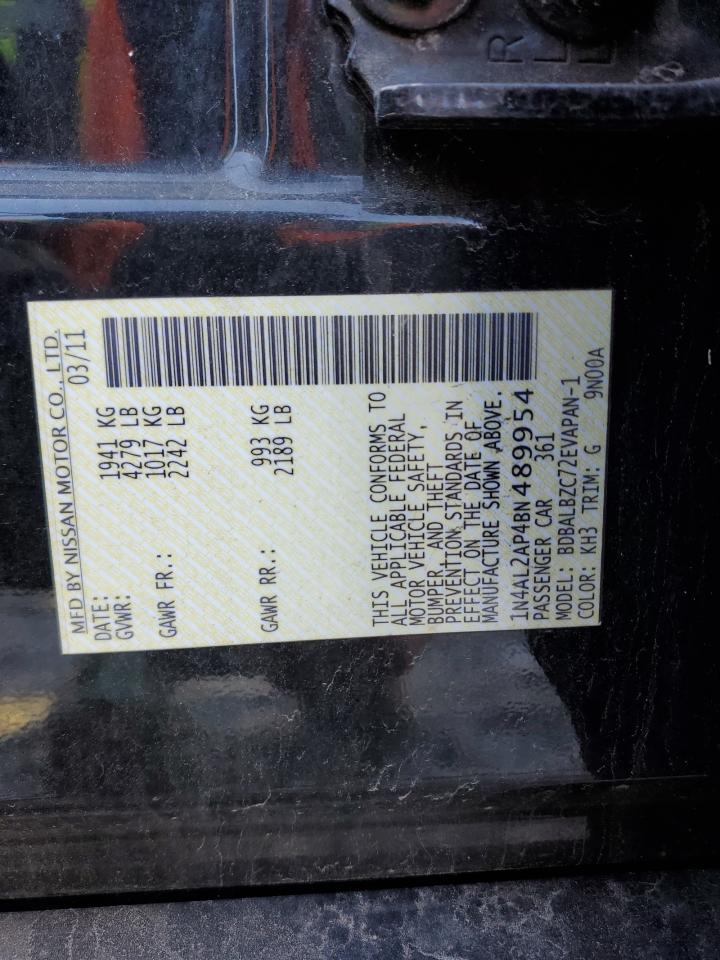 R
L
MFD BY NISSAN MOTOR CO., LTD.
DATE: 03/11
GVWR: 1941 KG
4279 LB
GAWR FR.: 1017 KG
2242 LB
GAWR RR.: 993 KG
2189 LB
THIS VEHICLE CONFORMS TO
ALL APPLICABLE FEDERAL
MOTOR VEHICLE SAFETY,
BUMPER, AND THEFT
PREVENTION STANDARDS IN
EFFECT ON THE DATE OF
MANUFACTURE SHOWN ABOVE.
1N4AL2AP4BN489954
PASSENGER CAR 361
MODEL: BDBALBZC72EVAPAN-1
COLOR: KH3 TRIM: G 9N00A